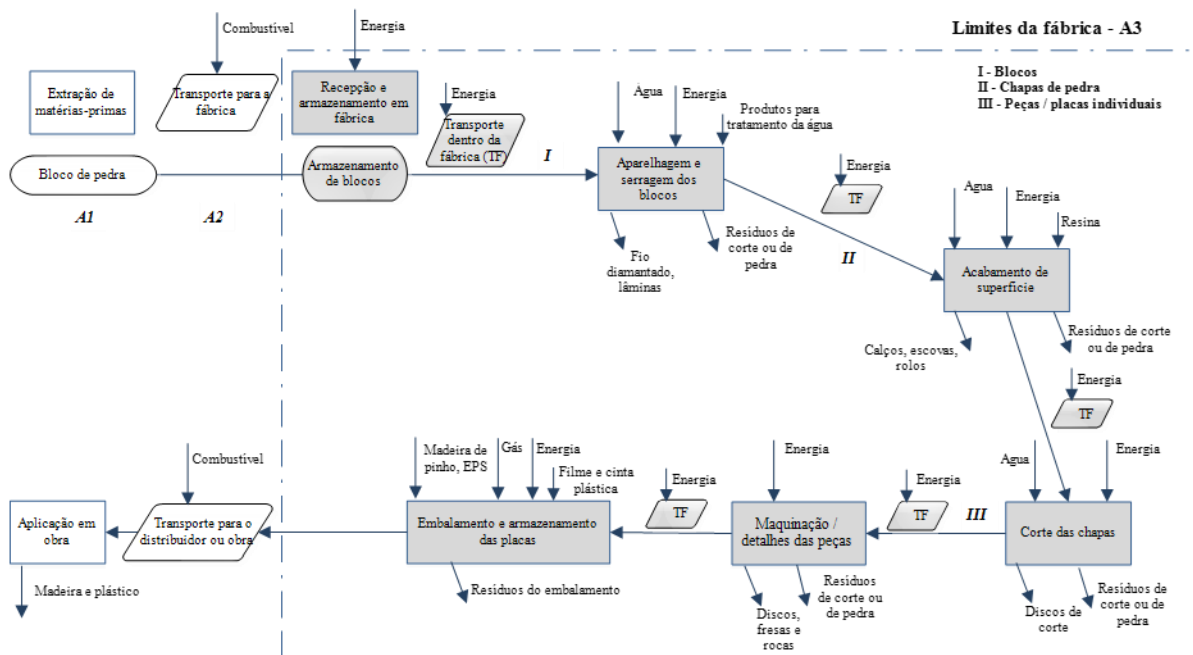 Limites da fábrica - A3
I - Blocos
II - Chapas de pedra
III - Peças / placas individuais
Combustível
Energia
Extração de
matérias-primas
Transporte para a
fábrica
Recepção e
armazenamento em
fábrica
Energia
Transporte
dentro da
fábrica (TF)
Bloco de pedra
Armazenamento
de blocos
I
A1
A2
Água
Energia
Produtos para
tratamento da água
Aparelhagem e
serragem dos
blocos
Fio
diamantado,
lâminas
Resíduos de
corte ou de
pedra
Energia
TF
II
Água
Energia
Resina
Acabamento de
superfície
Calços, escovas,
rolos
Resíduos de corte
ou de pedra
Energia
TF
Água
Energia
Corte das chapas
Discos de
corte
Resíduos de
corte ou de
pedra
III
Energia
TF
Energia
Maquinação /
detalhes das peças
Discos,
fresas e
rocas
Resíduos
de corte ou
de pedra
Energia
TF
Madeira de
pinho, EPS
Gás
Energia
Filme e cinta
plástica
Embalamento e armazenamento
das placas
Resíduos do embalamento
Combustível
Transporte para o
distribuidor ou obra
Aplicação em
obra
Madeira e plástico